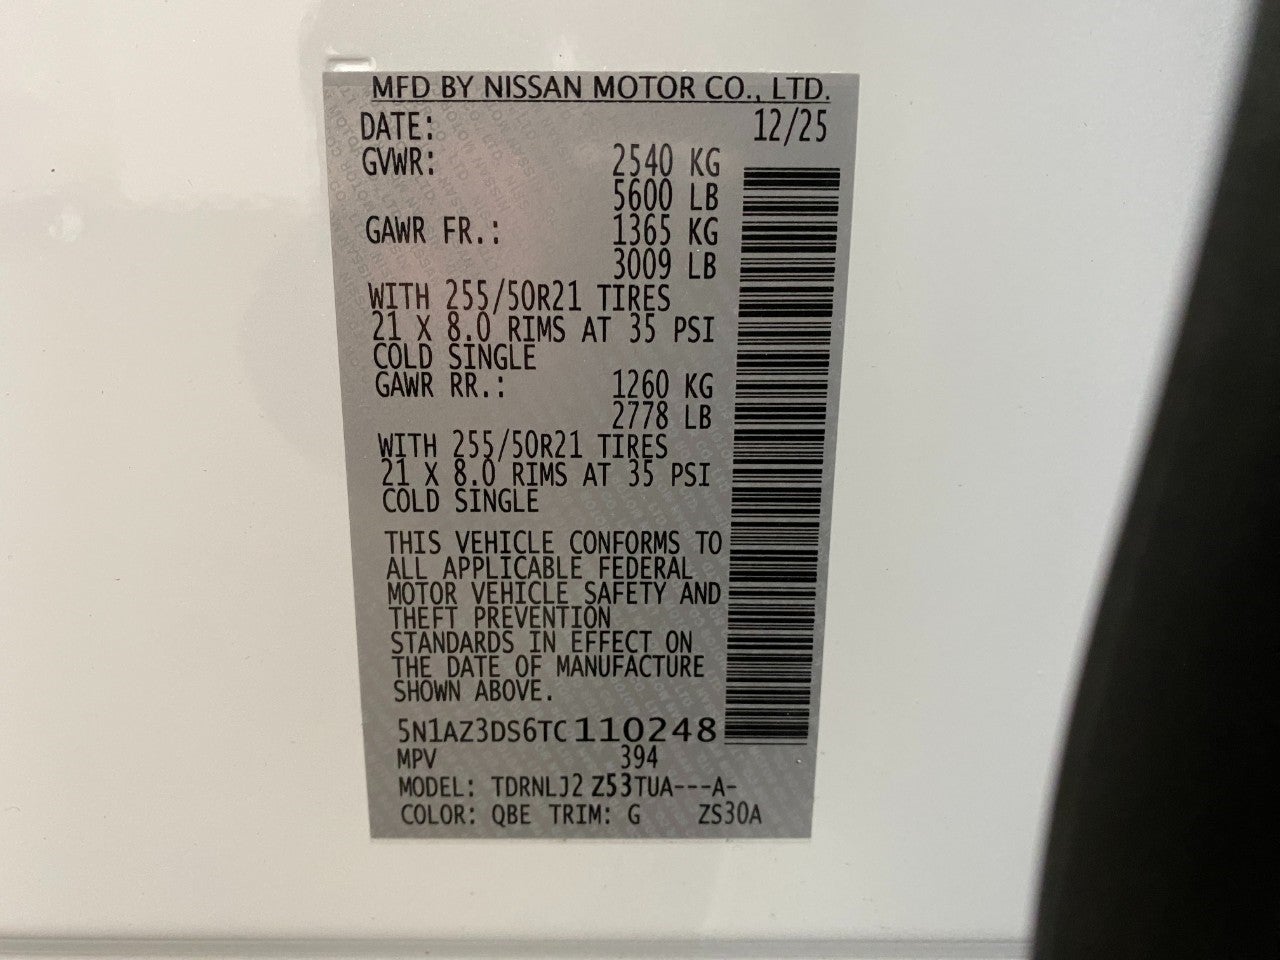 MFD BY NISSAN MOTOR CO., LTD.
DATE: 12/25
GVWR: 2540 KG
5600 LB
GAWR FR.: 1365 KG
3009 LB
WITH 255/50R21 TIRES
21 X 8.0 RIMS AT 35 PSI
COLD SINGLE
GAWR RR.: 1260 KG
2778 LB
WITH 255/50R21 TIRES
21 X 8.0 RIMS AT 35 PSI
COLD SINGLE
THIS VEHICLE CONFORMS TO
ALL APPLICABLE FEDERAL
MOTOR VEHICLE SAFETY AND
THEFT PREVENTION
STANDARDS IN EFFECT ON
THE DATE OF MANUFACTURE
SHOWN ABOVE.
5N1AZ3DS6TC110248
MPV 394
MODEL: TDRNLJ2 Z53TUA---A-
COLOR: QBE TRIM: G ZS30A